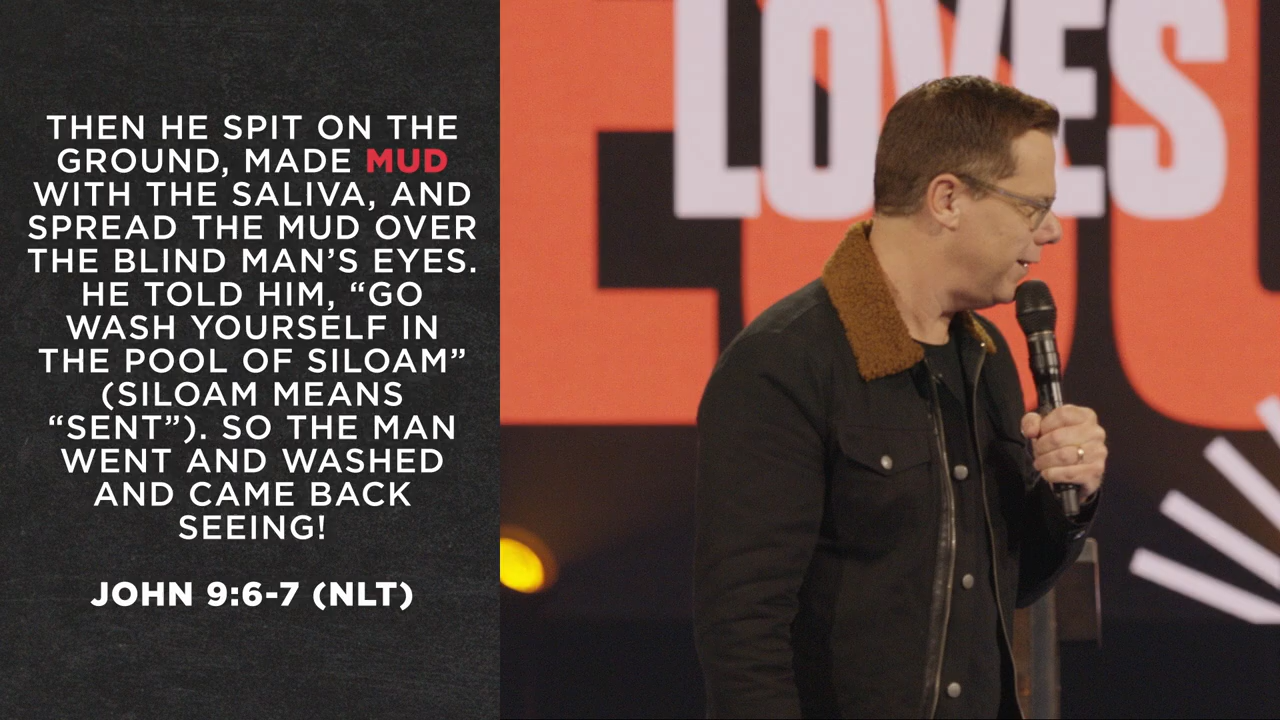 THEN HE SPIT ON THE
GROUND, MADE MUD
WITH THE SALIVA, AND
SPREAD THE MUD OVER
THE BLIND MAN’S EYES.
HE TOLD HIM, “GO
WASH YOURSELF IN
THE POOL OF SILOAM”
(SILOAM MEANS
“SENT”). SO THE MAN
WENT AND WASHED
AND CAME BACK
SEEING!
JOHN 9:6-7 (NLT)
LOVES